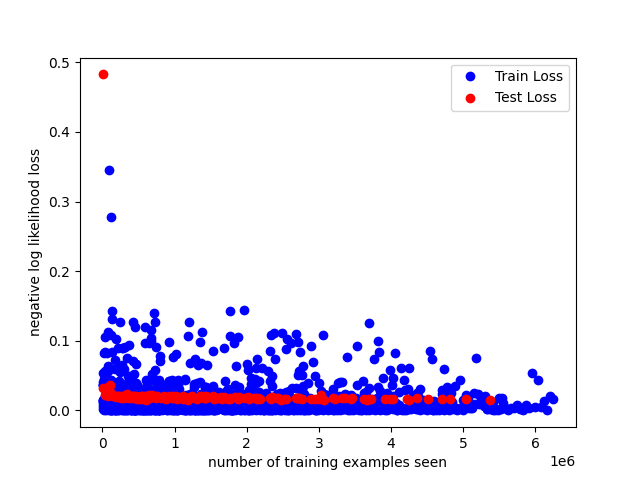 Train Loss
Test Loss
negative log likelihood loss
0.5
0.4
0.3
0.2
0.1
0.0
0 1 2 3 4 5 6
1e6
number of training examples seen